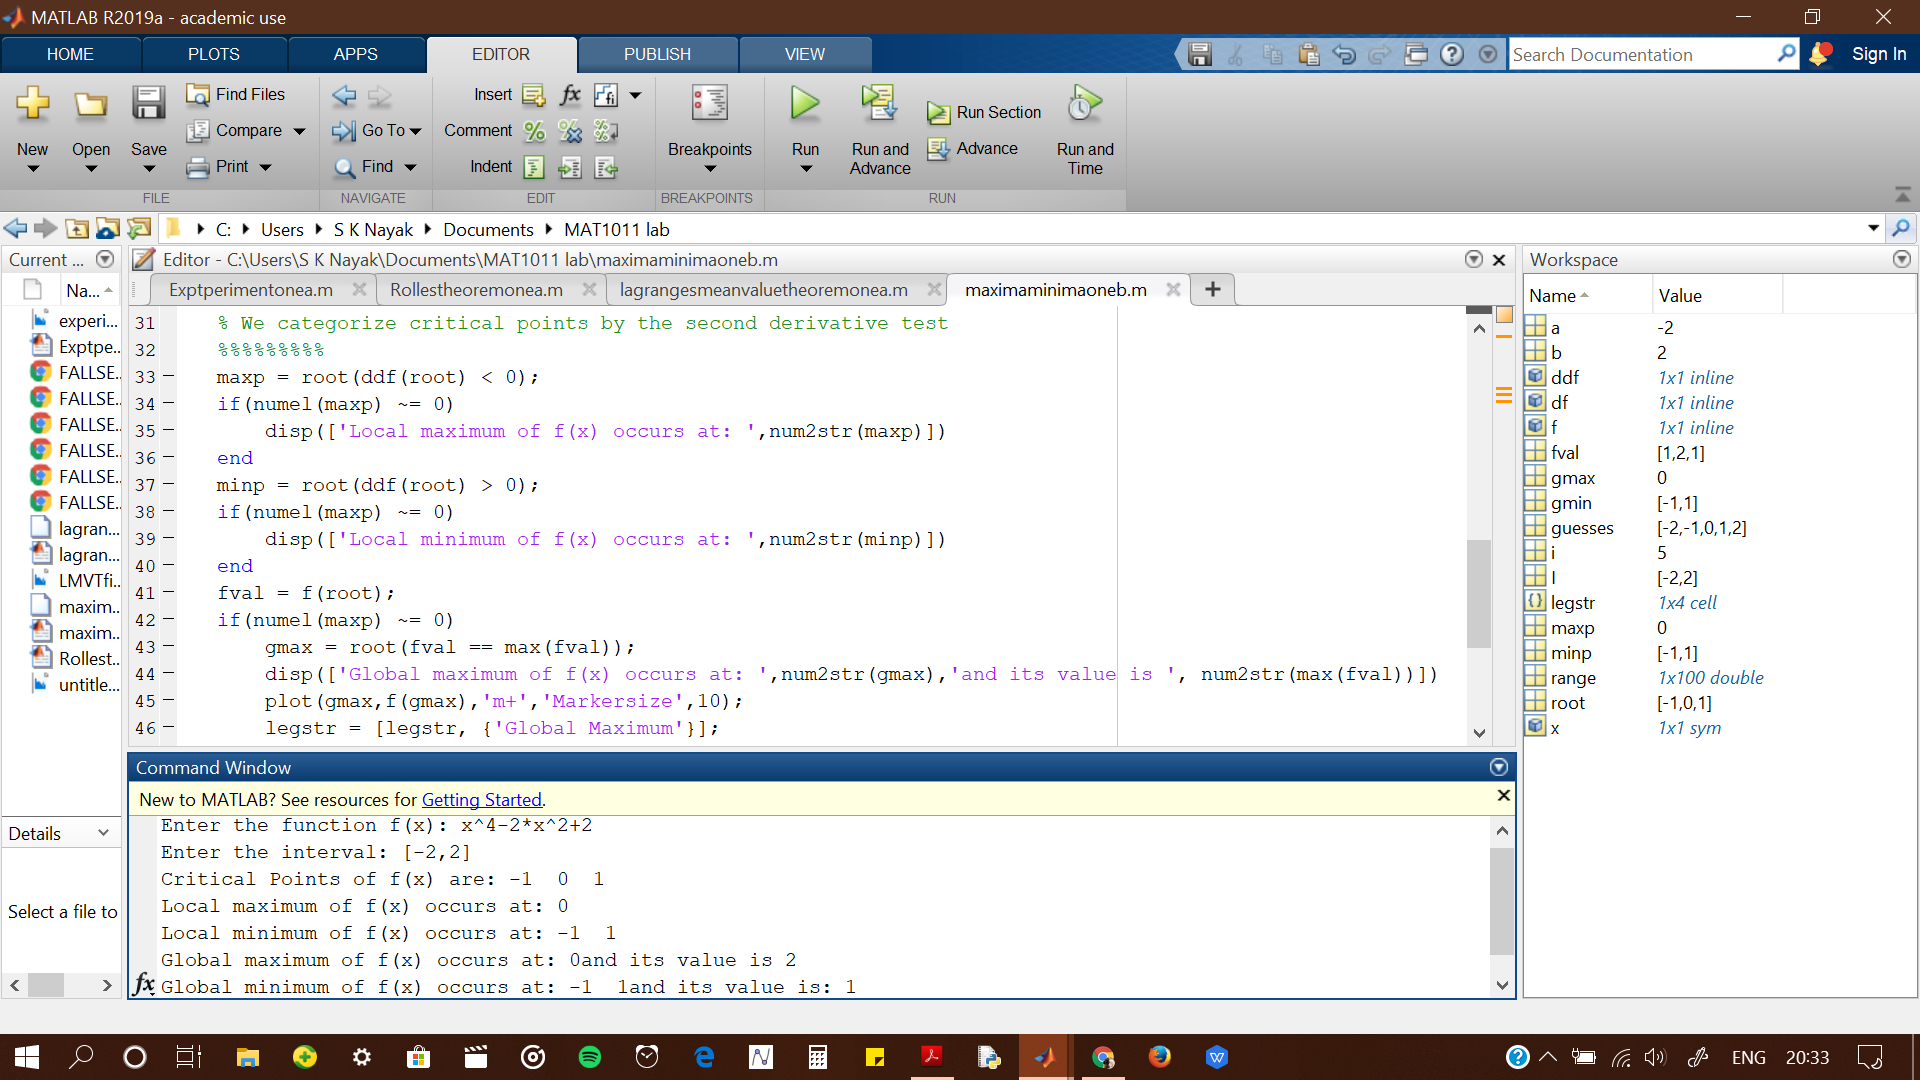 MATLAB R2019a - academic use
HOME PLOTS APPS EDITOR PUBLISH VIEW
Search Documentation
Sign In
New
Open
Save
Find Files
Compare
Print
FILE
Go To
Find
NAVIGATE
Insert
Comment
Indent
EDIT
Breakpoints
BREAKPOINTS
Run
Run and Advance
Run Section
Advance
Run and Time
RUN
C: Users S K Nayak Documents MAT1011 lab
Current ...
Na...
experi...
Exptpe...
FALLSE...
FALLSE...
FALLSE...
FALLSE...
FALLSE...
FALLSE...
lagran...
lagran...
LMVTfi...
maxim...
maxim...
Rollest...
untitle...
Details
Select a file to
Editor - C:\Users\S K Nayak\Documents\MAT1011 lab\maximaminimaoneb.m
Exptperimentonea.m Rollestheoremonea.m lagrangesmeanvaluetheoremonea.m maximaminimaoneb.m
31 % We categorize critical points by the second derivative test
32 %%%%%%%%%
33 maxp = root(ddf(root) < 0);
34 if(numel(maxp) ~= 0)
35 disp(['Local maximum of f(x) occurs at: ',num2str(maxp)])
36 end
37 minp = root(ddf(root) > 0);
38 if(numel(maxp) ~= 0)
39 disp(['Local minimum of f(x) occurs at: ',num2str(minp)])
40 end
41 fval = f(root);
42 if(numel(maxp) ~= 0)
43 gmax = root(fval == max(fval));
44 disp(['Global maximum of f(x) occurs at: ',num2str(gmax),'and its value is ', num2str(max(fval))])
45 plot(gmax,f(gmax),'m+','Markersize',10);
46 legstr = [legstr, {'Global Maximum'}];
Command Window
New to MATLAB? See resources for Getting Started.
Enter the function f(x): x^4-2*x^2+2
Enter the interval: [-2,2]
Critical Points of f(x) are: -1 0 1
Local maximum of f(x) occurs at: 0
Local minimum of f(x) occurs at: -1 1
Global maximum of f(x) occurs at: 0and its value is 2
fx Global minimum of f(x) occurs at: -1 1and its value is: 1
Workspace
Name Value
a -2
b 2
ddf 1x1 inline
df 1x1 inline
f 1x1 inline
fval [1,2,1]
gmax 0
gmin [-1,1]
guesses [-2,-1,0,1,2]
i 5
I [-2,2]
legstr 1x4 cell
maxp 0
minp [-1,1]
range 1x100 double
root [-1,0,1]
x 1x1 sym
ENG 20:33